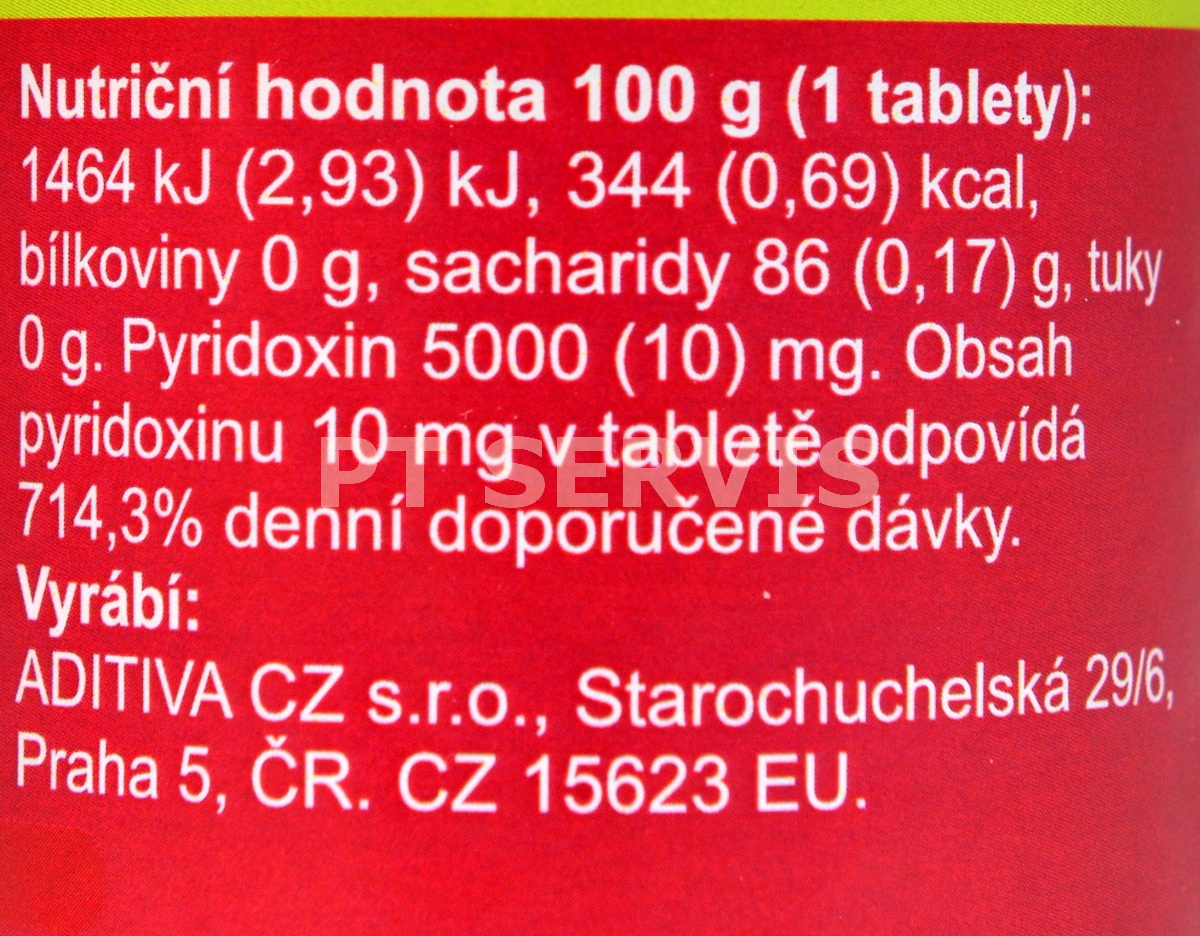 Nutriční hodnota 100 g (1 tablety):
1464 kJ (2,93) kJ, 344 (0,69) kcal,
bílkoviny 0 g, sacharidy 86 (0,17) g, tuky
0 g. Pyridoxin 5000 (10) mg. Obsah
pyridoxinu 10 mg v tabletě odpovídá
PT SERVIS
714,3% denní doporučené dávky.
Vyrábí:
ADITIVA CZ s.r.o., Starochuchelská 29/6,
Praha 5, ČR. CZ 15623 EU.